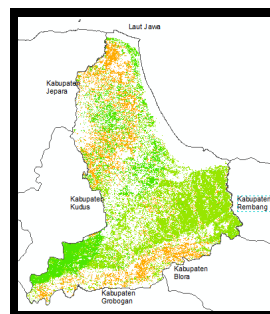 Laut Jawa
Kabupaten
Jepara
Kabupaten
Kudus
Kabupaten
Rembang
Kabupaten
Blora
Kabupaten
Grobogan